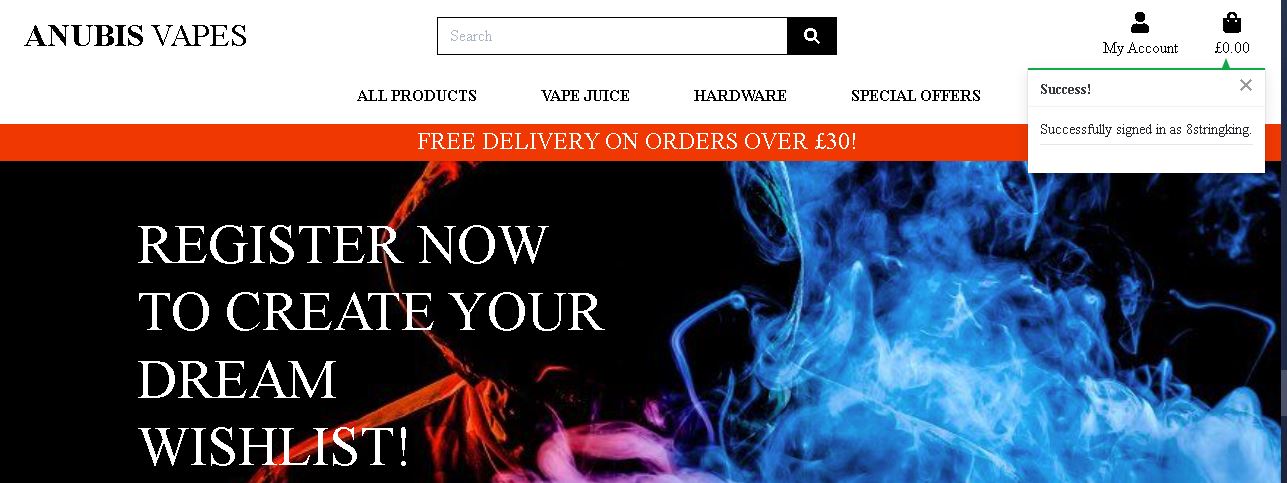 ANUBIS VAPES
Search
My Account
£0.00
ALL PRODUCTS
VAPE JUICE
HARDWARE
SPECIAL OFFERS
Success!
Successfully signed in as 8stringking.
FREE DELIVERY ON ORDERS OVER £30!
REGISTER NOW
TO CREATE YOUR
DREAM
WISHLIST!